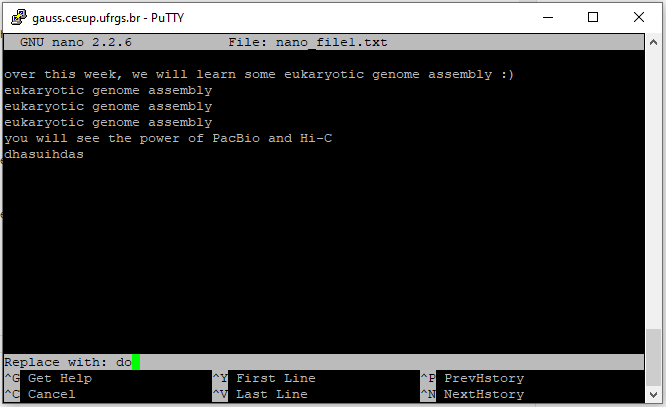 gauss.cesup.ufrgs.br - PuTTY
GNU nano 2.2.6 File: nano_file1.txt
over this week, we will learn some eukaryotic genome assembly :)
eukaryotic genome assembly
eukaryotic genome assembly
eukaryotic genome assembly
you will see the power of PacBio and Hi-C
dhasuihdas
Replace with: do
^G Get Help ^Y First Line ^P PrevHstory
^C Cancel ^V Last Line ^N NextHstory